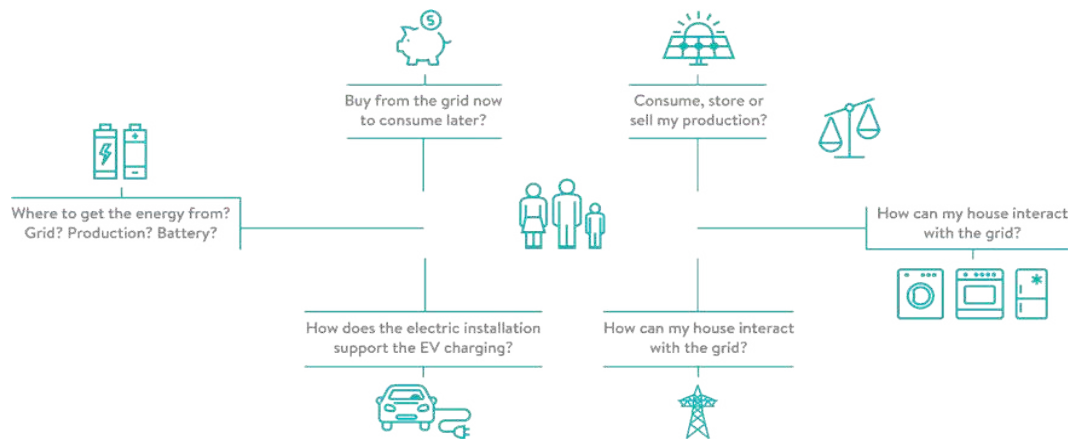 S
Buy from the grid now
to consume later?
Consume, store or
sell my production?
Where to get the energy from?
Grid? Production? Battery?
How can my house interact
with the grid?
How does the electric installation
support the EV charging?
How can my house interact
with the grid?